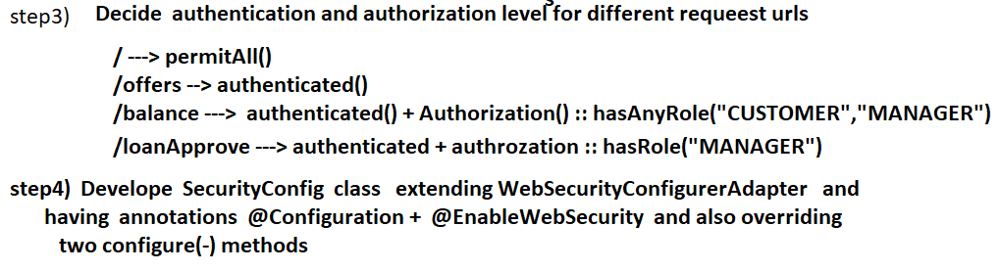 step3) Decide authentication and authorization level for different requeest urls
/ ---> permitAll()
/offers --> authenticated()
/balance ---> authenticated() + Authorization() :: hasAnyRole("CUSTOMER","MANAGER")
/loanApprove ---> authenticated + authrozation :: hasRole("MANAGER")
step4) Develope SecurityConfig class extending WebSecurityConfigurerAdapter and
having annotations @Configuration + @EnableWebSecurity and also overriding
two configure(-) methods